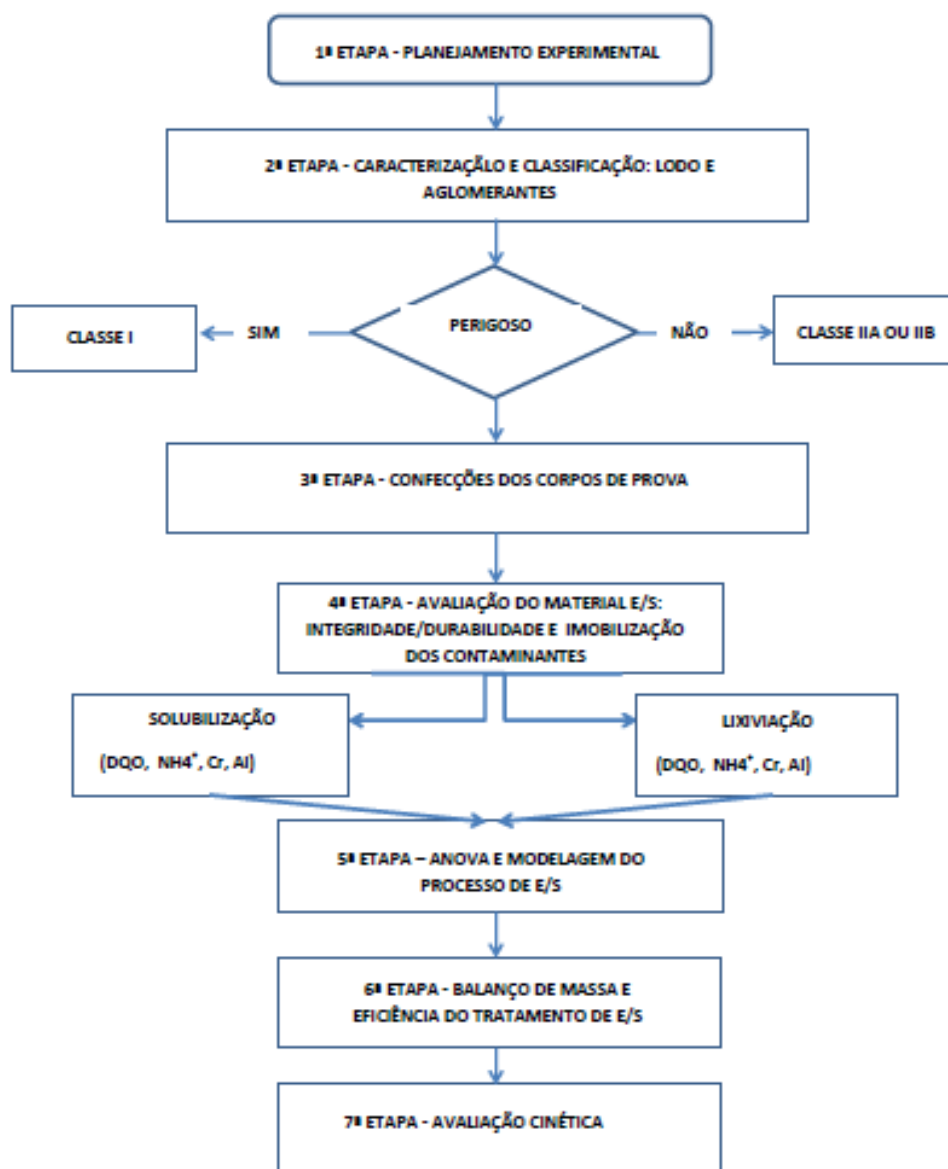 1ª ETAPA - PLANEJAMENTO EXPERIMENTAL
2ª ETAPA - CARACTERIZAÇÃLO E CLASSIFICAÇÃO: LODO E
AGLOMERANTES
PERIGOSO
CLASSE I
SIM
NÃO
CLASSE IIA OU IIB
3ª ETAPA - CONFECÇÕES DOS CORPOS DE PROVA
4ª ETAPA - AVALIAÇÃO DO MATERIAL E/S:
INTEGRIDADE/DURABILIDADE E IMOBILIZAÇÃO
DOS CONTAMINANTES
SOLUBILIZAÇÃO
(DQO, NH4⁺, Cr, Al)
LIXIVIAÇÃO
(DQO, NH4⁺, Cr, Al)
5ª ETAPA – ANOVA E MODELAGEM DO
PROCESSO DE E/S
6ª ETAPA - BALANÇO DE MASSA E
EFICIÊNCIA DO TRATAMENTO DE E/S
7ª ETAPA - AVALIAÇÃO CINÉTICA